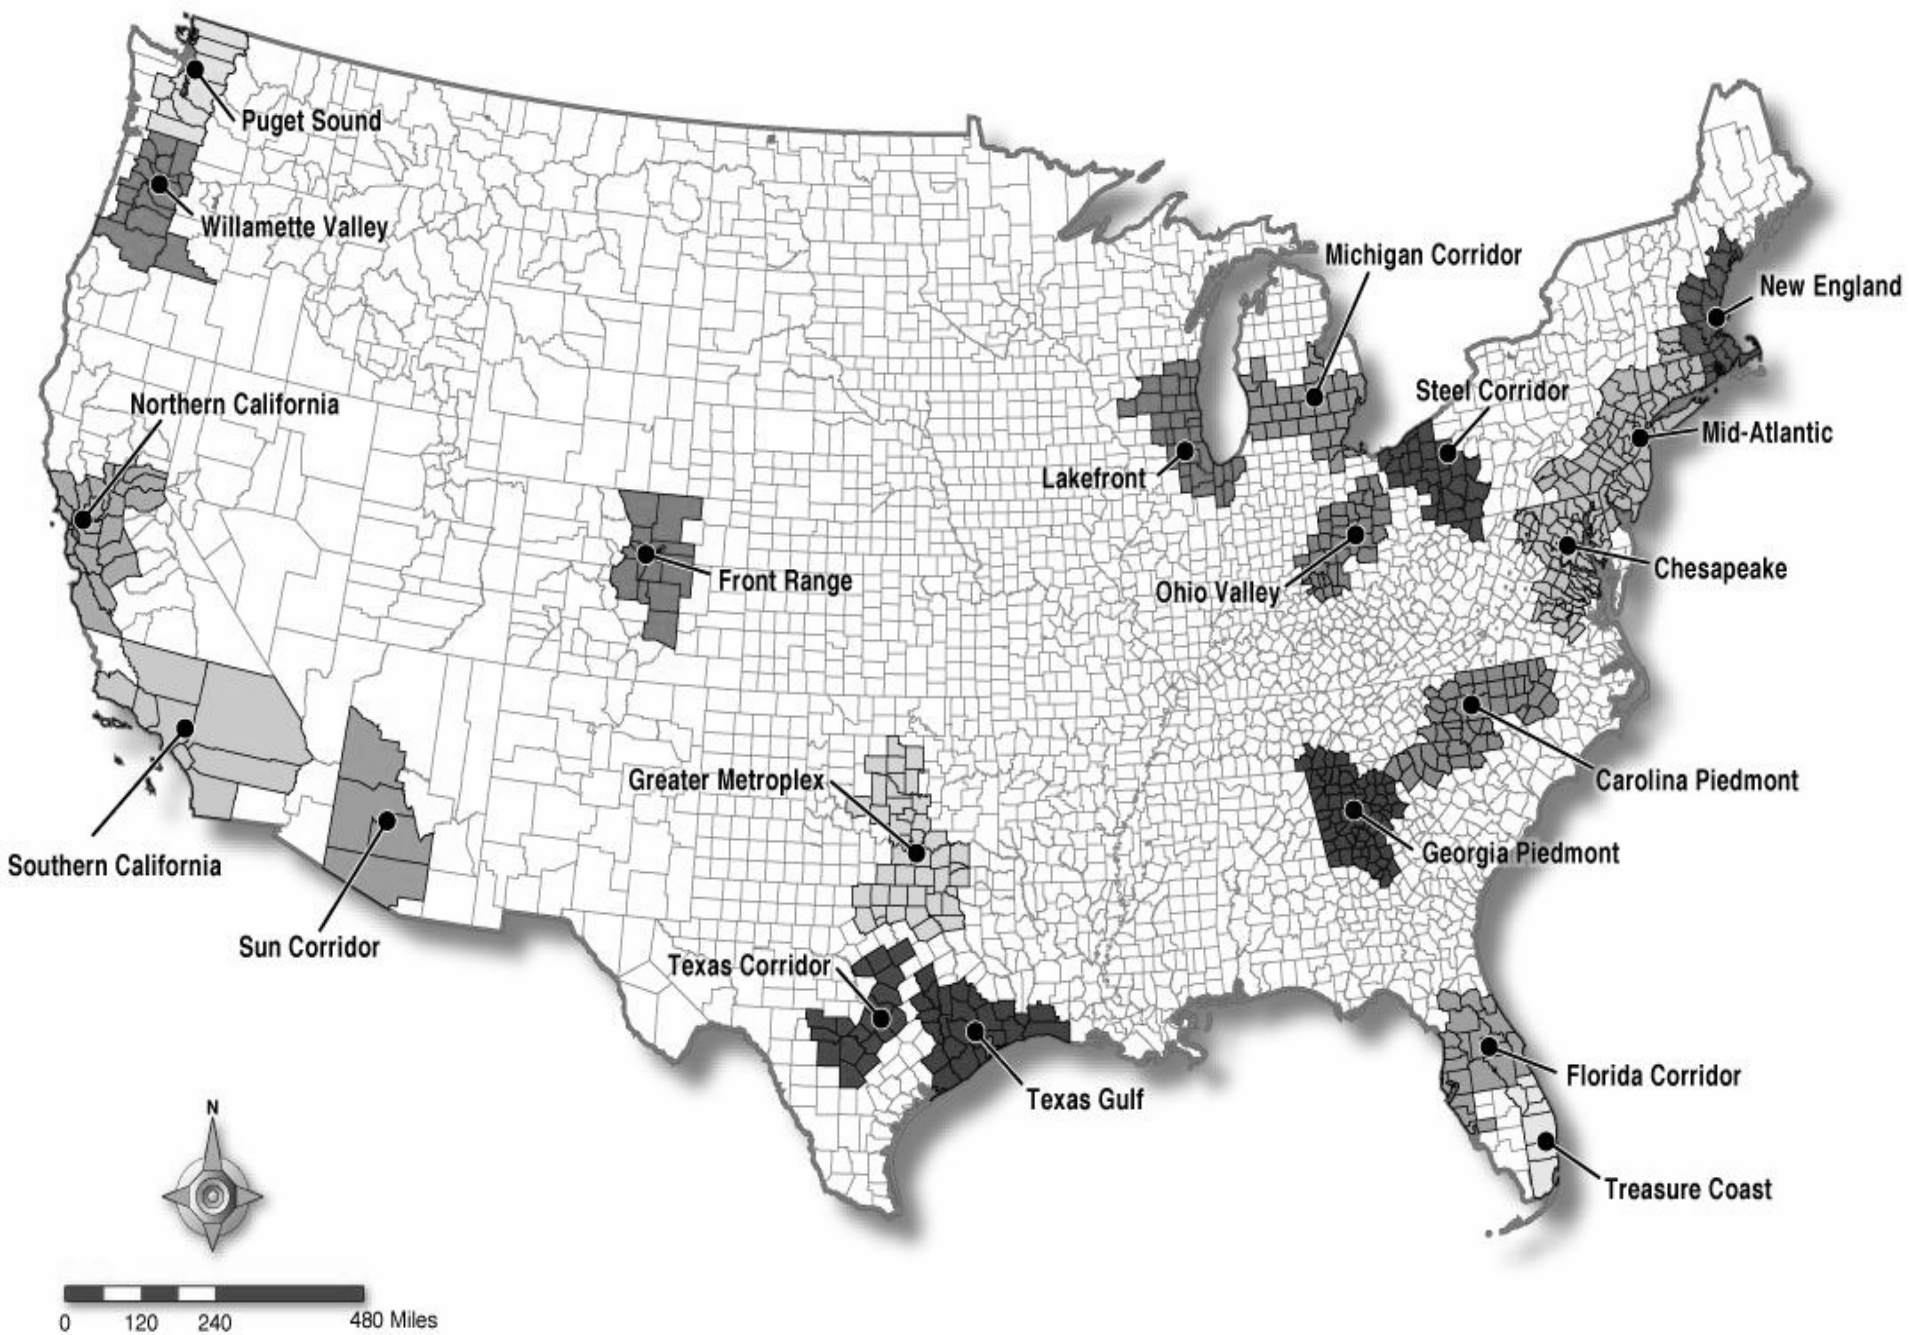 Puget Sound
Willamette Valley
Michigan Corridor
New England
Steel Corridor
Northern California
Mid-Atlantic
Lakefront
Chesapeake
Front Range
Ohio Valley
Greater Metroplex
Carolina Piedmont
Georgia Piedmont
Southern California
Sun Corridor
Texas Corridor
Florida Corridor
Texas Gulf
N
Treasure Coast
0 120 240 480 Miles